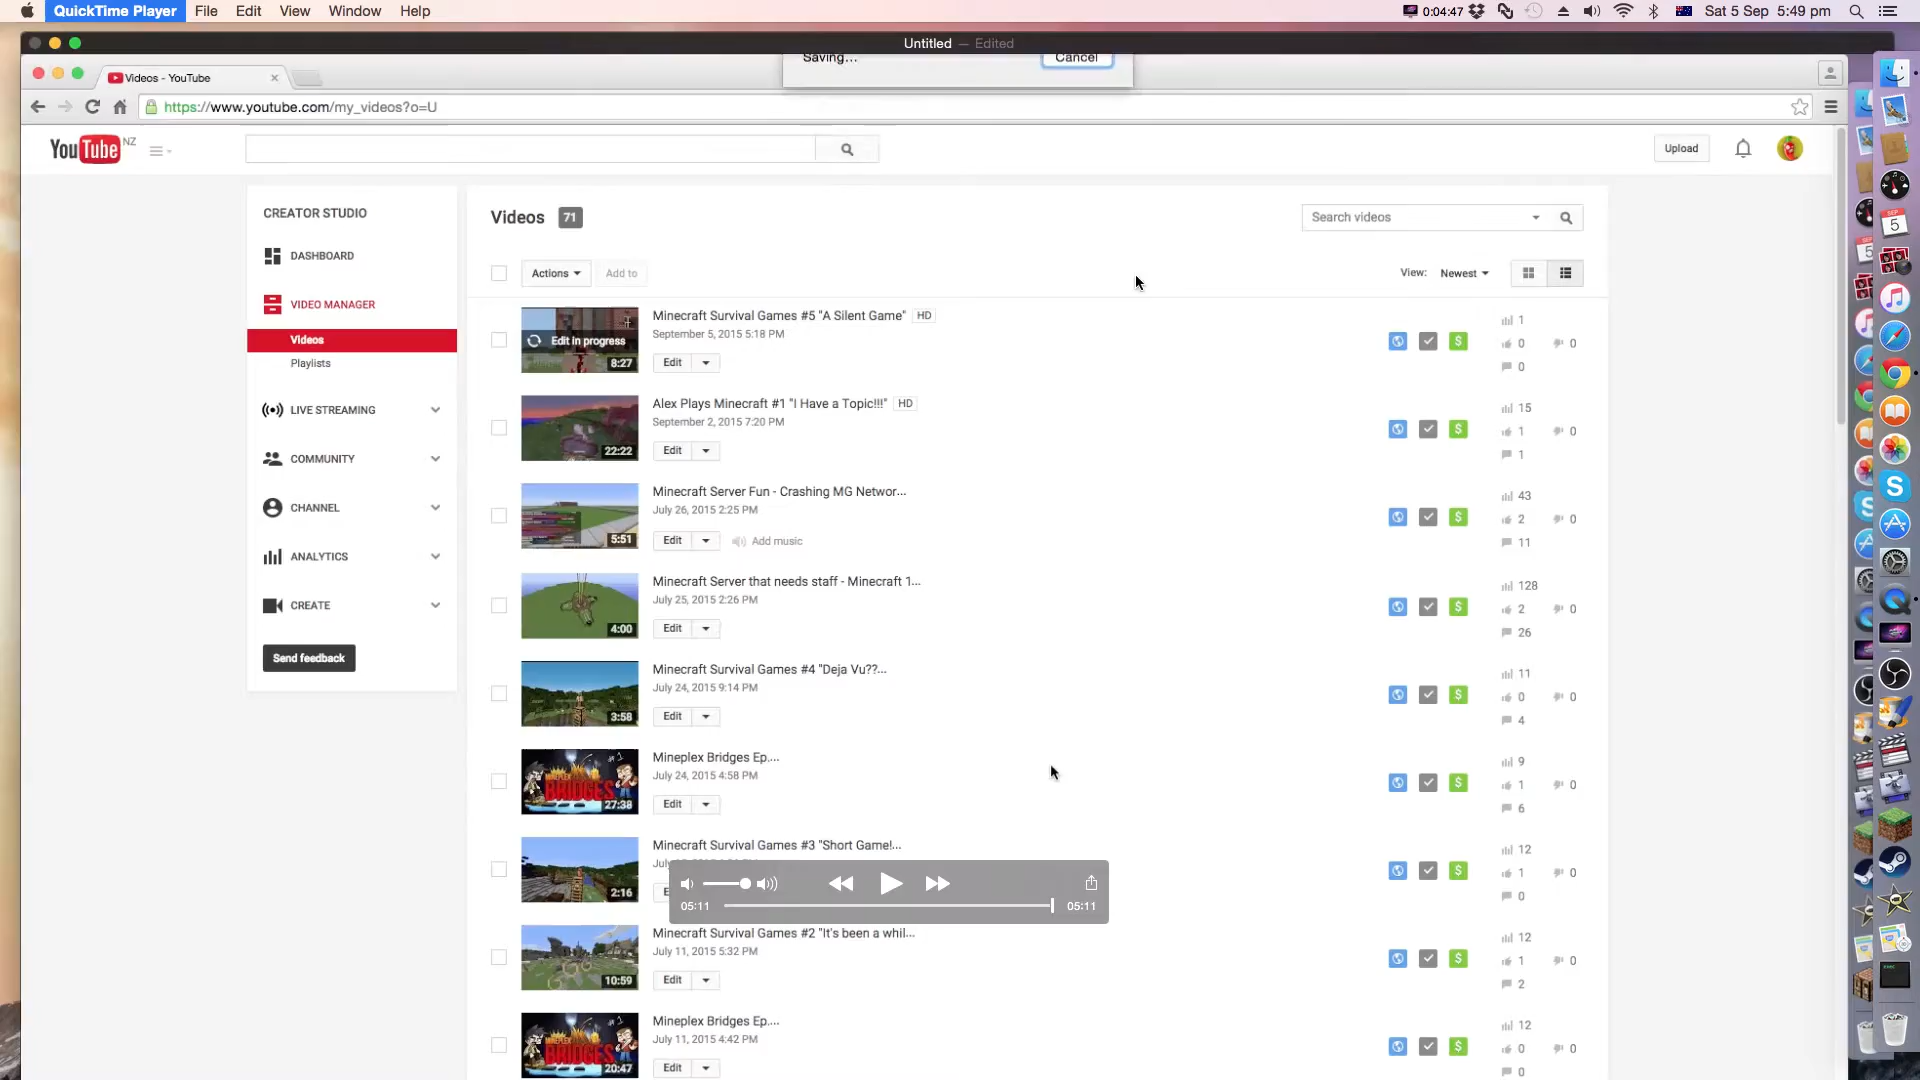 QuickTime Player File Edit View Window Help 0:04:47 Sat 5 Sep 5:49 pm
Untitled — Edited
Saving... Cancel
Videos - YouTube
https://www.youtube.com/my_videos?o=U
YouTube NZ Upload
CREATOR STUDIO
DASHBOARD
VIDEO MANAGER
Videos
Playlists
LIVE STREAMING
COMMUNITY
CHANNEL
ANALYTICS
CREATE
Send feedback
Videos 71 Search videos
Actions Add to View: Newest
Minecraft Survival Games #5 "A Silent Game" HD
September 5, 2015 5:18 PM
Edit in progress
8:27
Edit
1
0 0
0
Alex Plays Minecraft #1 "I Have a Topic!!!" HD
September 2, 2015 7:20 PM
22:22
Edit
15
1 0
1
Minecraft Server Fun - Crashing MG Networ...
July 26, 2015 2:25 PM
5:51
Edit Add music
43
2 0
11
Minecraft Server that needs staff - Minecraft 1...
July 25, 2015 2:26 PM
4:00
Edit
128
2 0
26
Minecraft Survival Games #4 "Deja Vu??...
July 24, 2015 9:14 PM
3:58
Edit
11
0 0
4
Mineplex Bridges Ep....
July 24, 2015 4:58 PM
#1
BRIDGES
27:38
Edit
9
1 0
6
Minecraft Survival Games #3 "Short Game!...
July
2:16
12
1 0
0
05:11 05:11
Minecraft Survival Games #2 "It's been a whil...
July 11, 2015 5:32 PM
10:59
Edit
12
1 0
2
Mineplex Bridges Ep....
July 11, 2015 4:42 PM
BRIDGES
20:47
Edit
12
0 0
0
SEP
5